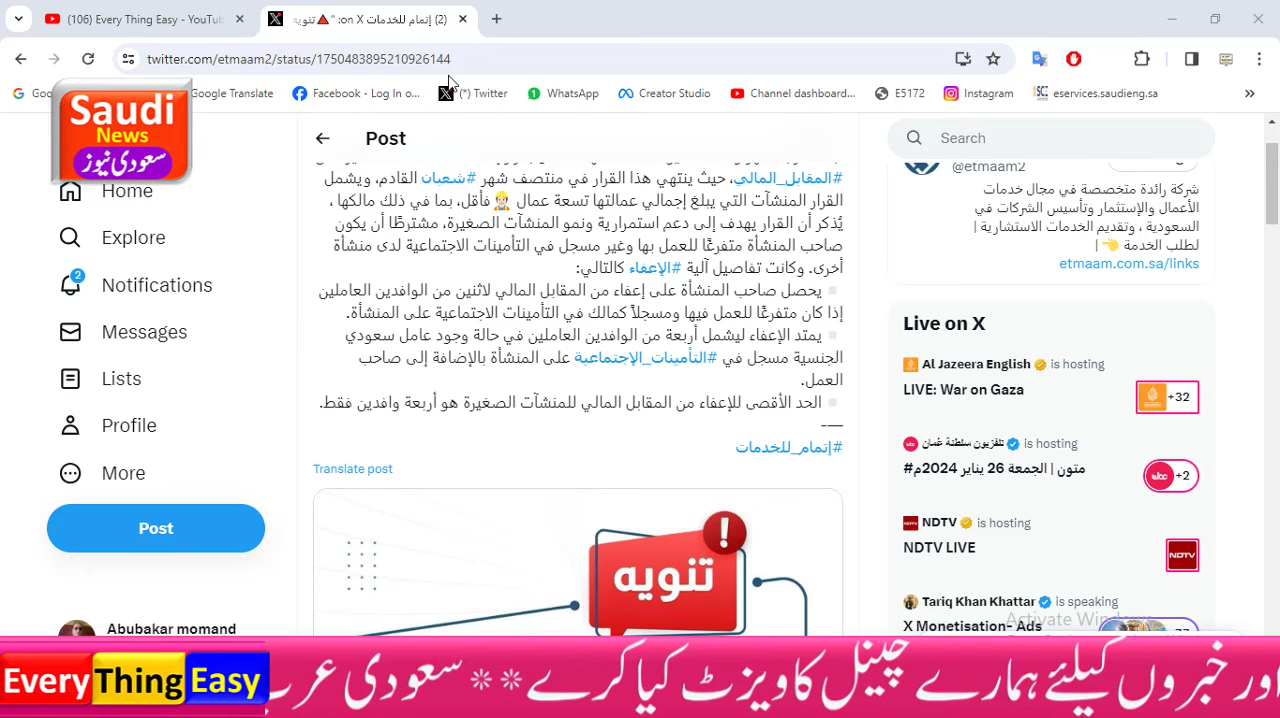 (106) Every Thing Easy - YouTu
(2) إتمام للخدمات on X: "🔺تنويه
twitter.com/etmaam2/status/1750483395210926144
Google Translate
Facebook - Log In o...
(*) Twitter
WhatsApp
Creator Studio
Channel dashboard...
E5172
Instagram
eservices.saudieng.sa
»
Saudi
News
سعودی نیوز
Home
Explore
Notifications
2
Messages
Lists
Profile
More
Post
Abubakar momand
Post
#المقابل_المالي، حيث ينتهي هذا القرار في منتصف شهر #شعبان القادم، ويشمل
القرار المنشآت التي يبلغ إجمالي عمالتها تسعة عمال 👷🏻 فأقل، بما في ذلك مالكها ،
يُذكر أن القرار يهدف إلى دعم استمرارية ونمو المنشآت الصغيرة، مشترطًا أن يكون
صاحب المنشأة متفرغًا للعمل بها وغير مسجل في التأمينات الاجتماعية لدى منشأة
أخرى. وكانت تفاصيل آلية #الإعفاء كالتالي:
▫️يحصل صاحب المنشأة على إعفاء من المقابل المالي لاثنين من الوافدين العاملين
إذا كان متفرغًا للعمل فيها ومسجلاً كمالك في التأمينات الاجتماعية على المنشأة.
▫️يمتد الإعفاء ليشمل أربعة من الوافدين العاملين في حالة وجود عامل سعودي
الجنسية مسجل في #التأمينات_الإجتماعية على المنشأة بالإضافة إلى صاحب
العمل.
▫️الحد الأقصى للإعفاء من المقابل المالي للمنشآت الصغيرة هو أربعة وافدين فقط.
—-
#إتمام_للخدمات
Translate post
تنويه
!
Search
@etmaam2
شركة رائدة متخصصة في مجال خدمات
الأعمال والإستثمار وتأسيس الشركات في
السعودية ، وتقديم الخدمات الاستشارية |
لطلب الخدمة 👈 |
etmaam.com.sa/links
Live on X
Al Jazeera English is hosting
LIVE: War on Gaza
+32
تلفزيون سلطنة عُمان is hosting
متون | الجمعة 26 يناير 2024م#
+2
NDTV is hosting
NDTV LIVE
NDTV
Tariq Khan Khattar is speaking
X Monetisation- Ads
Activate Windows
Every Thing Easy
اور خبروں کیلئے ہمارے چینل کا ویزٹ کیا کرے ** سعودی عر